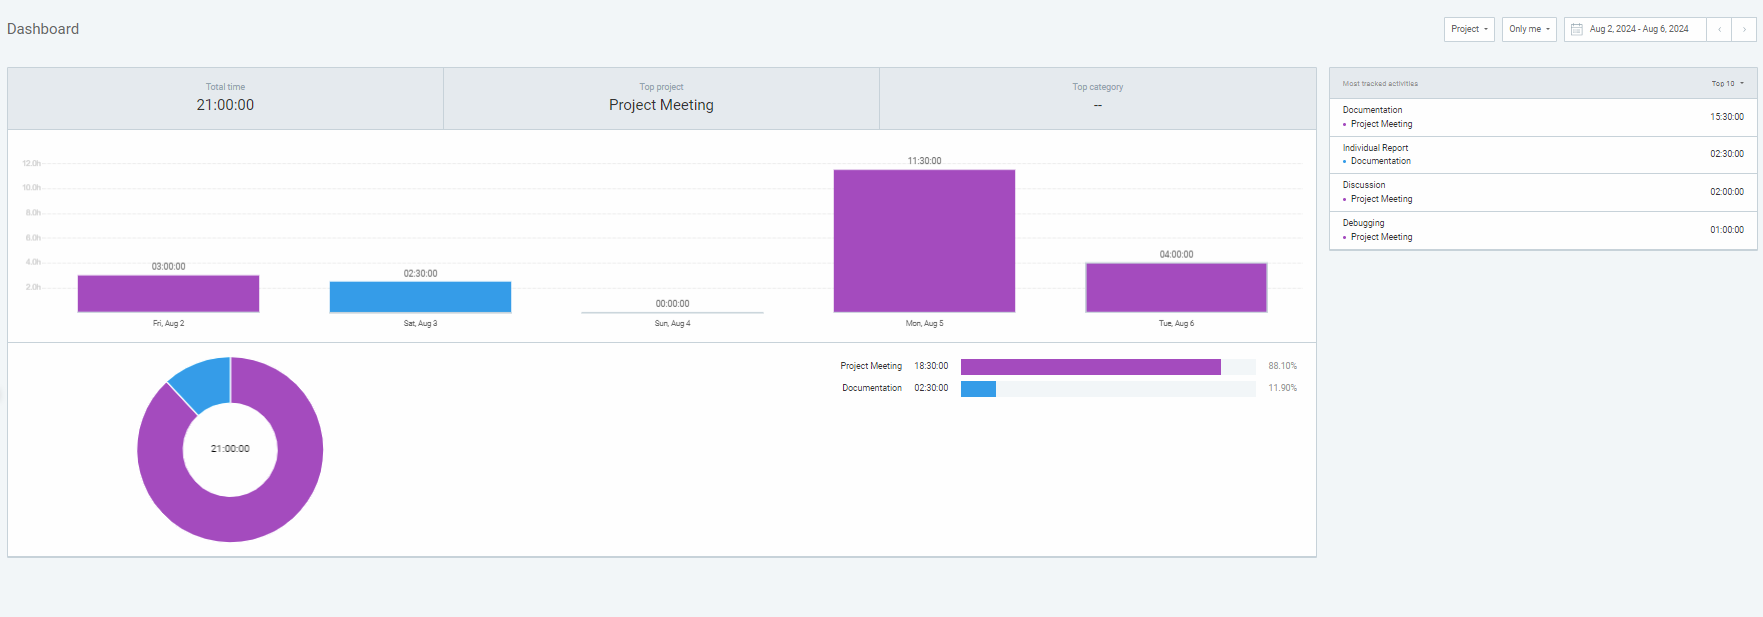 Dashboard
Project
Only me
Aug 2, 2024 - Aug 6, 2024
Total time
21:00:00
Top project
Project Meeting
Top category
--
12.0h
10.0h
8.0h
6.0h
4.0h
2.0h
03:00:00
02:30:00
00:00:00
11:30:00
04:00:00
Fri, Aug 2
Sat, Aug 3
Sun, Aug 4
Mon, Aug 5
Tue, Aug 6
21:00:00
Project Meeting 18:30:00 88.10%
Documentation 02:30:00 11.90%
Most tracked activities Top 10
Documentation
Project Meeting
15:30:00
Individual Report
Documentation
02:30:00
Discussion
Project Meeting
02:00:00
Debugging
Project Meeting
01:00:00